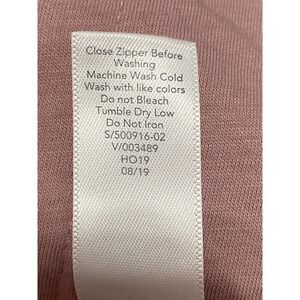 Close Zipper Before
Washing
Machine Wash Cold
Wash with like colors
Do not Bleach
Tumble Dry Low
Do Not Iron
S/500916-02
V/003489
HO19
08/19